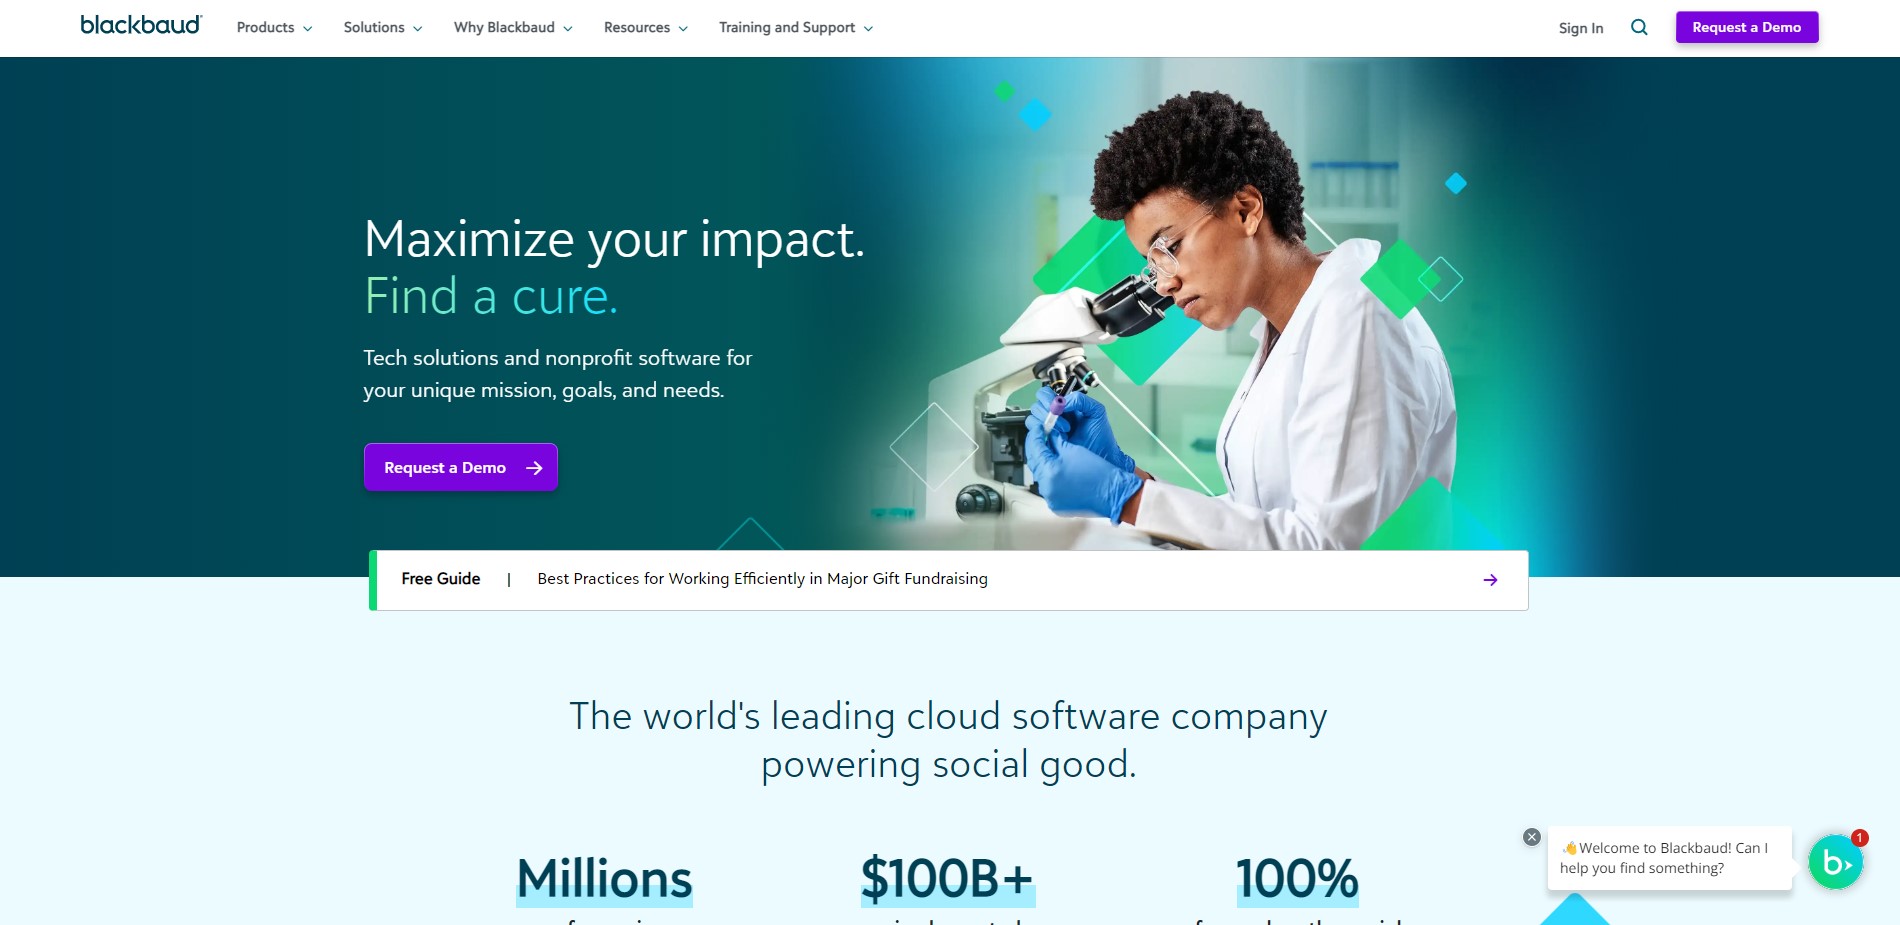 blackbaud
Products
Solutions
Why Blackbaud
Resources
Training and Support
Sign In
Request a Demo
Maximize your impact.
Find a cure.
Tech solutions and nonprofit software for
your unique mission, goals, and needs.
Request a Demo
Free Guide | Best Practices for Working Efficiently in Major Gift Fundraising
The world's leading cloud software company
powering social good.
Millions
$100B+
100%
👋Welcome to Blackbaud! Can I
help you find something?
b
1